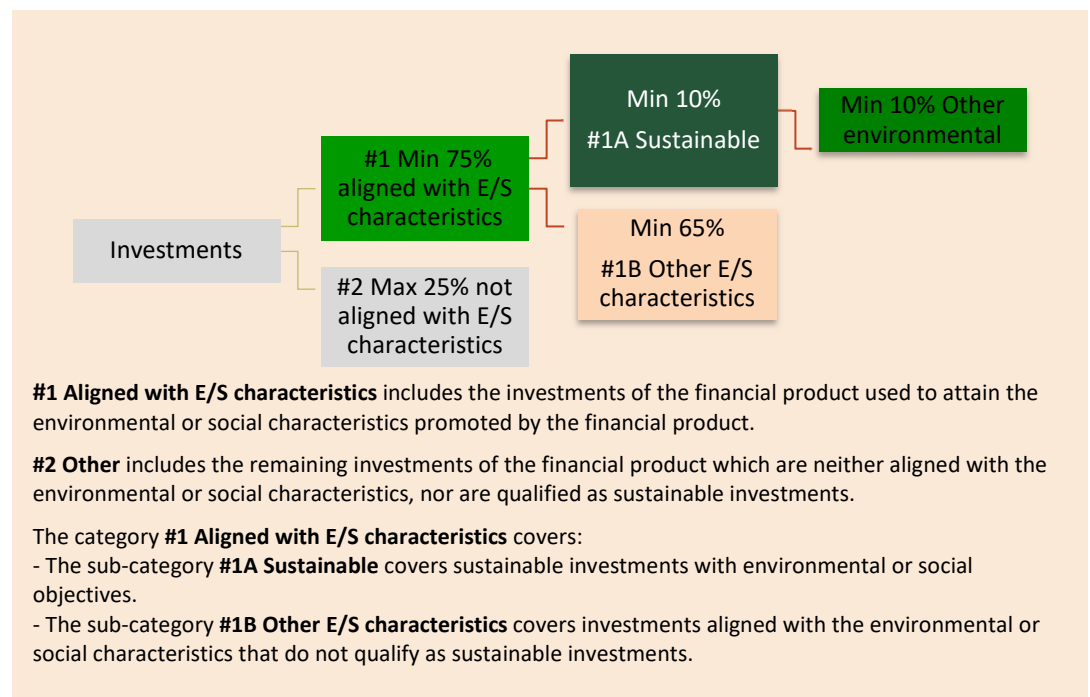 Min 10%
#1A Sustainable
Min 10% Other
environmental
#1 Min 75%
aligned with E/S
characteristics
Min 65%
#1B Other E/S
characteristics
Investments
#2 Max 25% not
aligned with E/S
characteristics
#1 Aligned with E/S characteristics includes the investments of the financial product used to attain the
environmental or social characteristics promoted by the financial product.
#2 Other includes the remaining investments of the financial product which are neither aligned with the
environmental or social characteristics, nor are qualified as sustainable investments.
The category #1 Aligned with E/S characteristics covers:
- The sub-category #1A Sustainable covers sustainable investments with environmental or social
objectives.
- The sub-category #1B Other E/S characteristics covers investments aligned with the environmental or
social characteristics that do not qualify as sustainable investments.